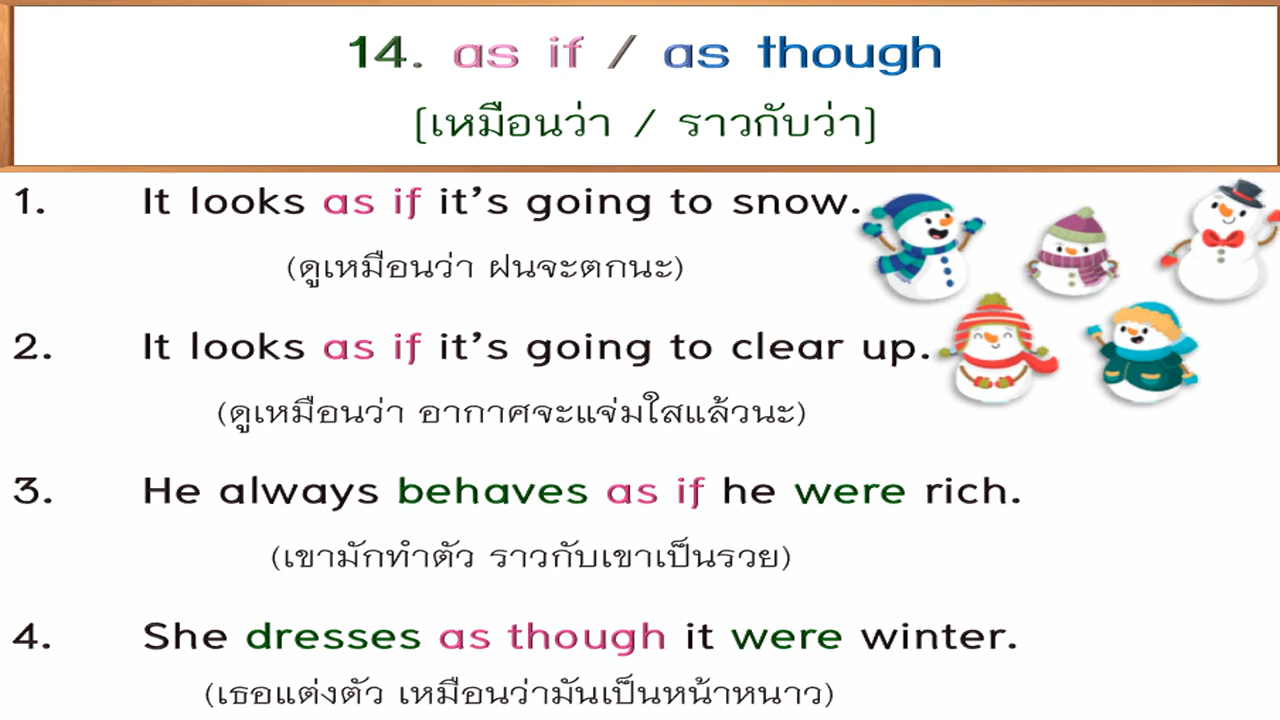 14. as if / as though
[เหมือนว่า / ราวกับว่า]
1. It looks as if it's going to snow.
(ดูเหมือนว่า ฝนจะตกนะ)
2. It looks as if it's going to clear up.
(ดูเหมือนว่า อากาศจะแจ่มใสแล้วนะ)
3. He always behaves as if he were rich.
(เขามักทำตัว ราวกับเขาเป็นรวย)
4. She dresses as though it were winter.
(เธอแต่งตัว เหมือนว่ามันเป็นหน้าหนาว)